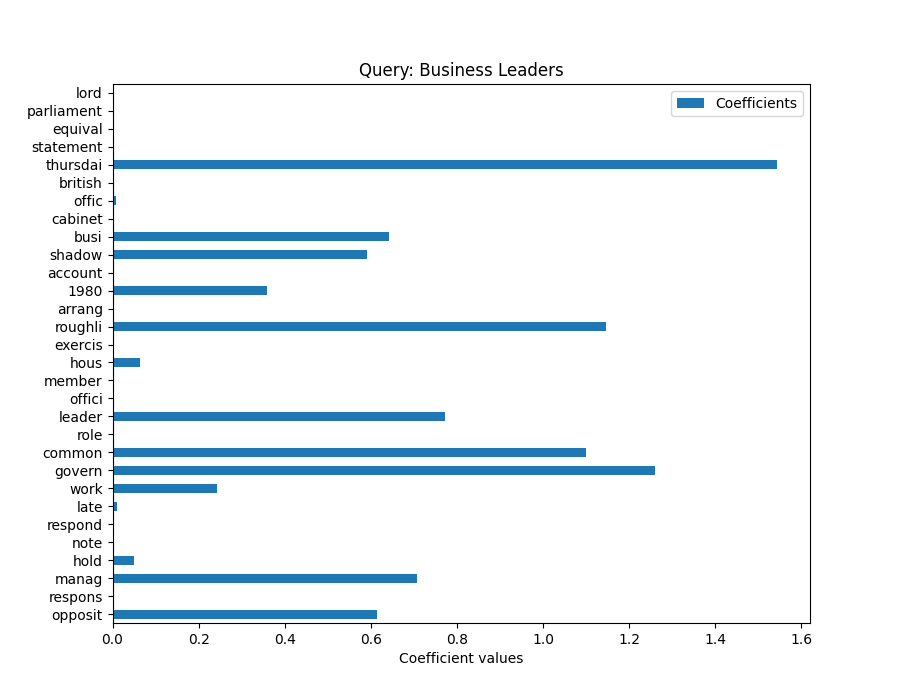 Query: Business Leaders
Coefficients
lord
parliament
equival
statement
thursdai
british
offic
cabinet
busi
shadow
account
1980
arrang
roughli
exercis
hous
member
offici
leader
role
common
govern
work
late
respond
note
hold
manag
respons
opposit
0.0 0.2 0.4 0.6 0.8 1.0 1.2 1.4 1.6
Coefficient values